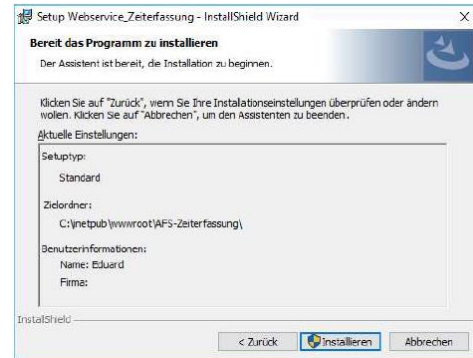 Setup Webservice_Zeiterfassung - InstallShield Wizard
Bereit das Programm zu installieren
Der Assistent ist bereit, die Installation zu beginnen.
Klicken Sie auf "Zurück", wenn Sie Ihre Instalationseinstellungen überprüfen oder ändern
wollen. Klicken Sie auf "Abbrechen", um den Assistenten zu beenden.
Aktuelle Einstellungen:
Setuptyp:
Standard
Zielordner:
C:\inetpub\wwwroot\AFS-Zeiterfassung\
Benutzerinformationen:
Name: Eduard
Firma:
InstallShield
< Zurück
Installieren
Abbrechen